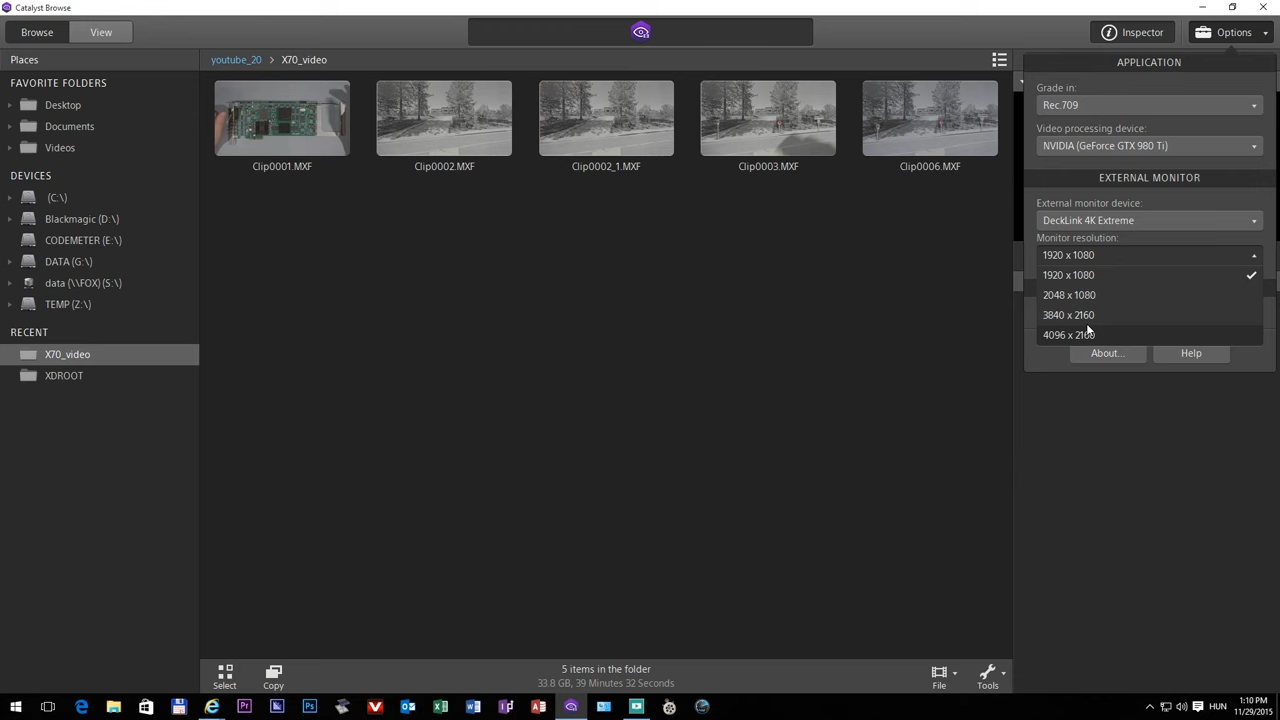 Catalyst Browse
Browse
View
Inspector
Options
Places
youtube_20 > X70_video
APPLICATION
FAVORITE FOLDERS
Desktop
Documents
Videos
DEVICES
(C:\)
Blackmagic (D:\)
CODEMETER (E:\)
DATA (G:\)
data (\\FOX) (S:\)
TEMP (Z:\)
RECENT
X70_video
XDROOT
Clip0001.MXF
Clip0002.MXF
Clip0002_1.MXF
Clip0003.MXF
Clip0006.MXF
Grade in:
Rec.709
Video processing device:
NVIDIA (GeForce GTX 980 Ti)
EXTERNAL MONITOR
External monitor device:
DeckLink 4K Extreme
Monitor resolution:
1920 x 1080
1920 x 1080
2048 x 1080
3840 x 2160
4096 x 2160
About...
Help
Select
Copy
5 items in the folder
33.8 GB, 39 Minutes 32 Seconds
File
Tools
HUN
1:10 PM
11/29/2015